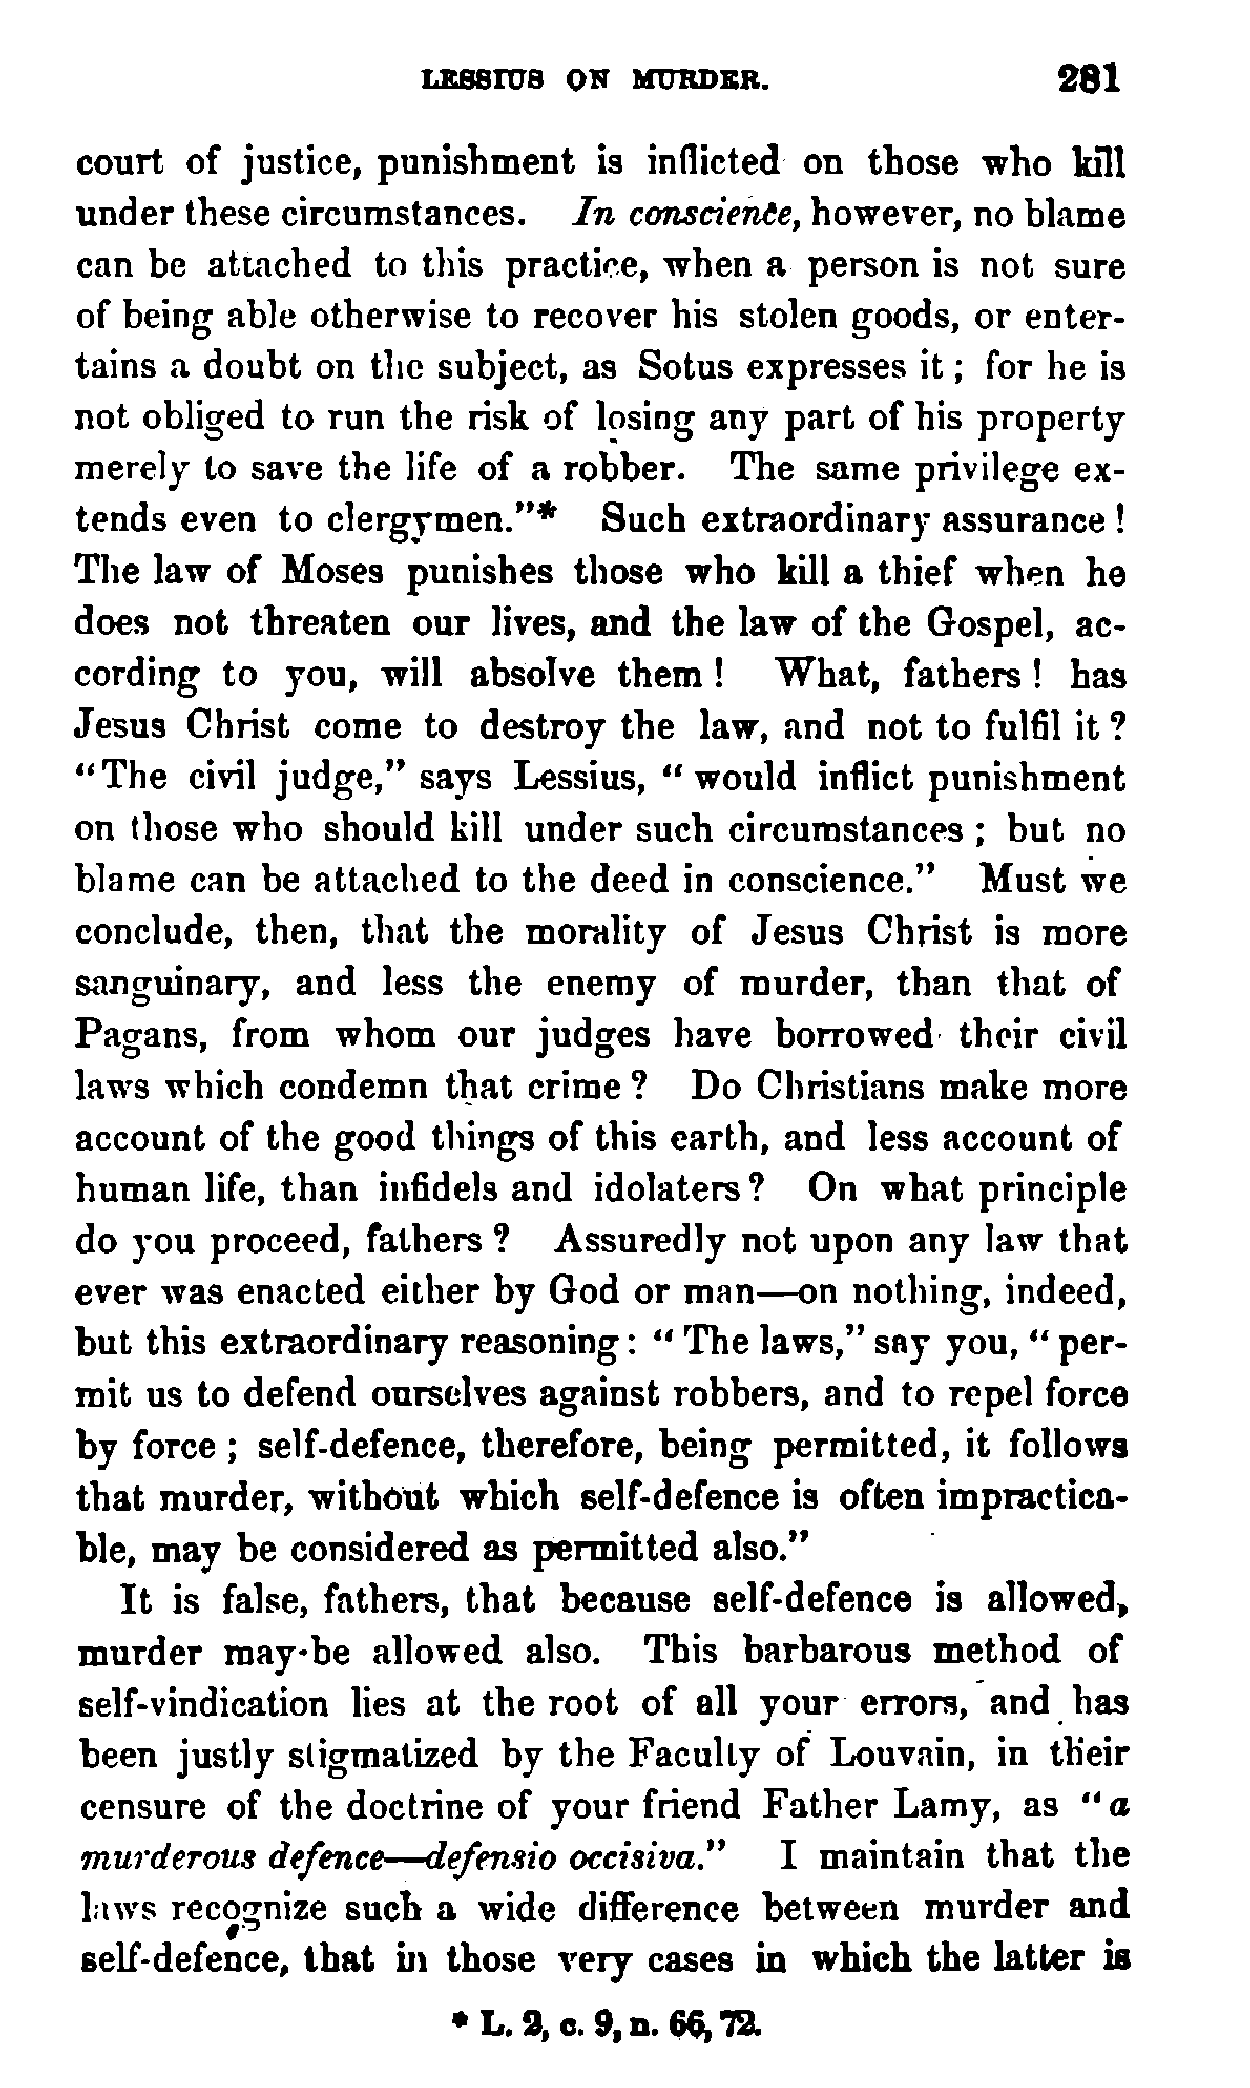 LESSIUS ON MURDER. 281
court of justice, punishment is inflicted on those who kill
under these circumstances. In conscience, however, no blame
can be attached to this practice, when a person is not sure
of being able otherwise to recover his stolen goods, or enter-
tains a doubt on the subject, as Sotus expresses it ; for he is
not obliged to run the risk of losing any part of his property
merely to save the life of a robber. The same privilege ex-
tends even to clergymen."* Such extraordinary assurance !
The law of Moses punishes those who kill a thief when he
does not threaten our lives, and the law of the Gospel, ac-
cording to you, will absolve them ! What, fathers ! has
Jesus Christ come to destroy the law, and not to fulfil it ?
"The civil judge," says Lessius, " would inflict punishment
on those who should kill under such circumstances ; but no
blame can be attached to the deed in conscience." Must we
conclude, then, that the morality of Jesus Christ is more
sanguinary, and less the enemy of murder, than that of
Pagans, from whom our judges have borrowed their civil
laws which condemn that crime ? Do Christians make more
account of the good things of this earth, and less account of
human life, than infidels and idolaters ? On what principle
do you proceed, fathers ? Assuredly not upon any law that
ever was enacted either by God or man—on nothing, indeed,
but this extraordinary reasoning : " The laws," say you, " per-
mit us to defend ourselves against robbers, and to repel force
by force ; self-defence, therefore, being permitted, it follows
that murder, without which self-defence is often impractica-
ble, may be considered as permitted also."
It is false, fathers, that because self-defence is allowed,
murder may be allowed also. This barbarous method of
self-vindication lies at the root of all your errors, and has
been justly stigmatized by the Faculty of Louvain, in their
censure of the doctrine of your friend Father Lamy, as " a
murderous defence—defensio occisiva." I maintain that the
laws recognize such a wide difference between murder and
self-defence, that in those very cases in which the latter is
* L. 2, c. 9, n. 66, 72.